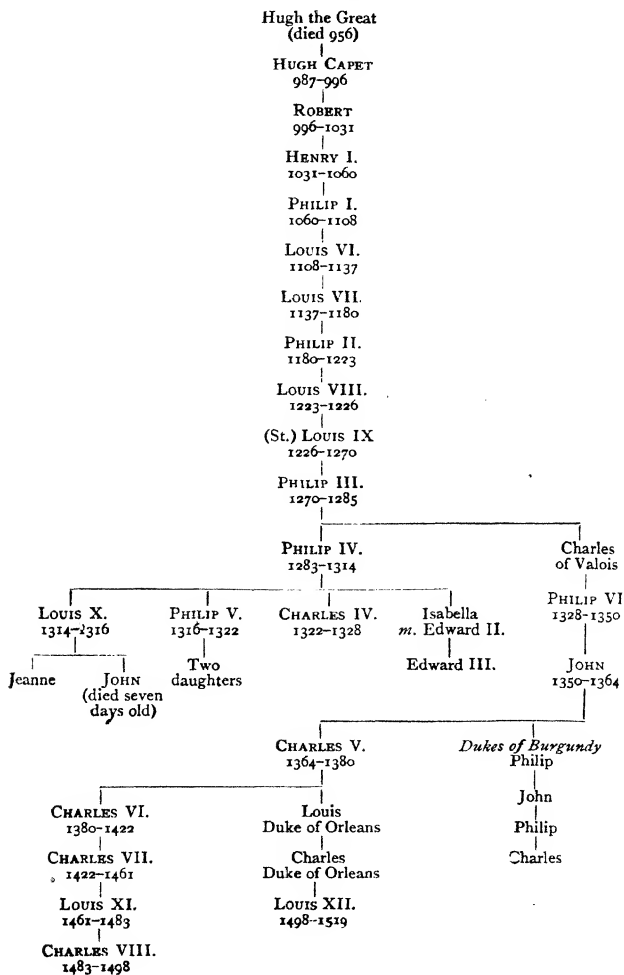 Hugh the Great
(died 956)
HUGH CAPET
987–996
ROBERT
996–1031
HENRY I.
1031–1060
PHILIP I.
1060–1108
LOUIS VI.
1108–1137
LOUIS VII.
1137–1180
PHILIP II.
1180–1223
LOUIS VIII.
1223–1226
(St.) LOUIS IX
1226–1270
PHILIP III.
1270–1285
PHILIP IV.
1283–1314
Charles
of Valois
LOUIS X.
1314–1316
PHILIP V.
1316–1322
CHARLES IV.
1322–1328
Isabella
m. Edward II.
PHILIP VI
1328–1350
Jeanne
JOHN
(died seven
days old)
Two
daughters
Edward III.
JOHN
1350–1364
CHARLES V.
1364–1380
Dukes of Burgundy
Philip
John
Philip
Charles
CHARLES VI.
1380-1422
Louis
Duke of Orleans
CHARLES VII.
1422–1461
Charles
Duke of Orleans
LOUIS XI.
1461–1483
LOUIS XII.
1498--1519
CHARLES VIII.
1483–1498